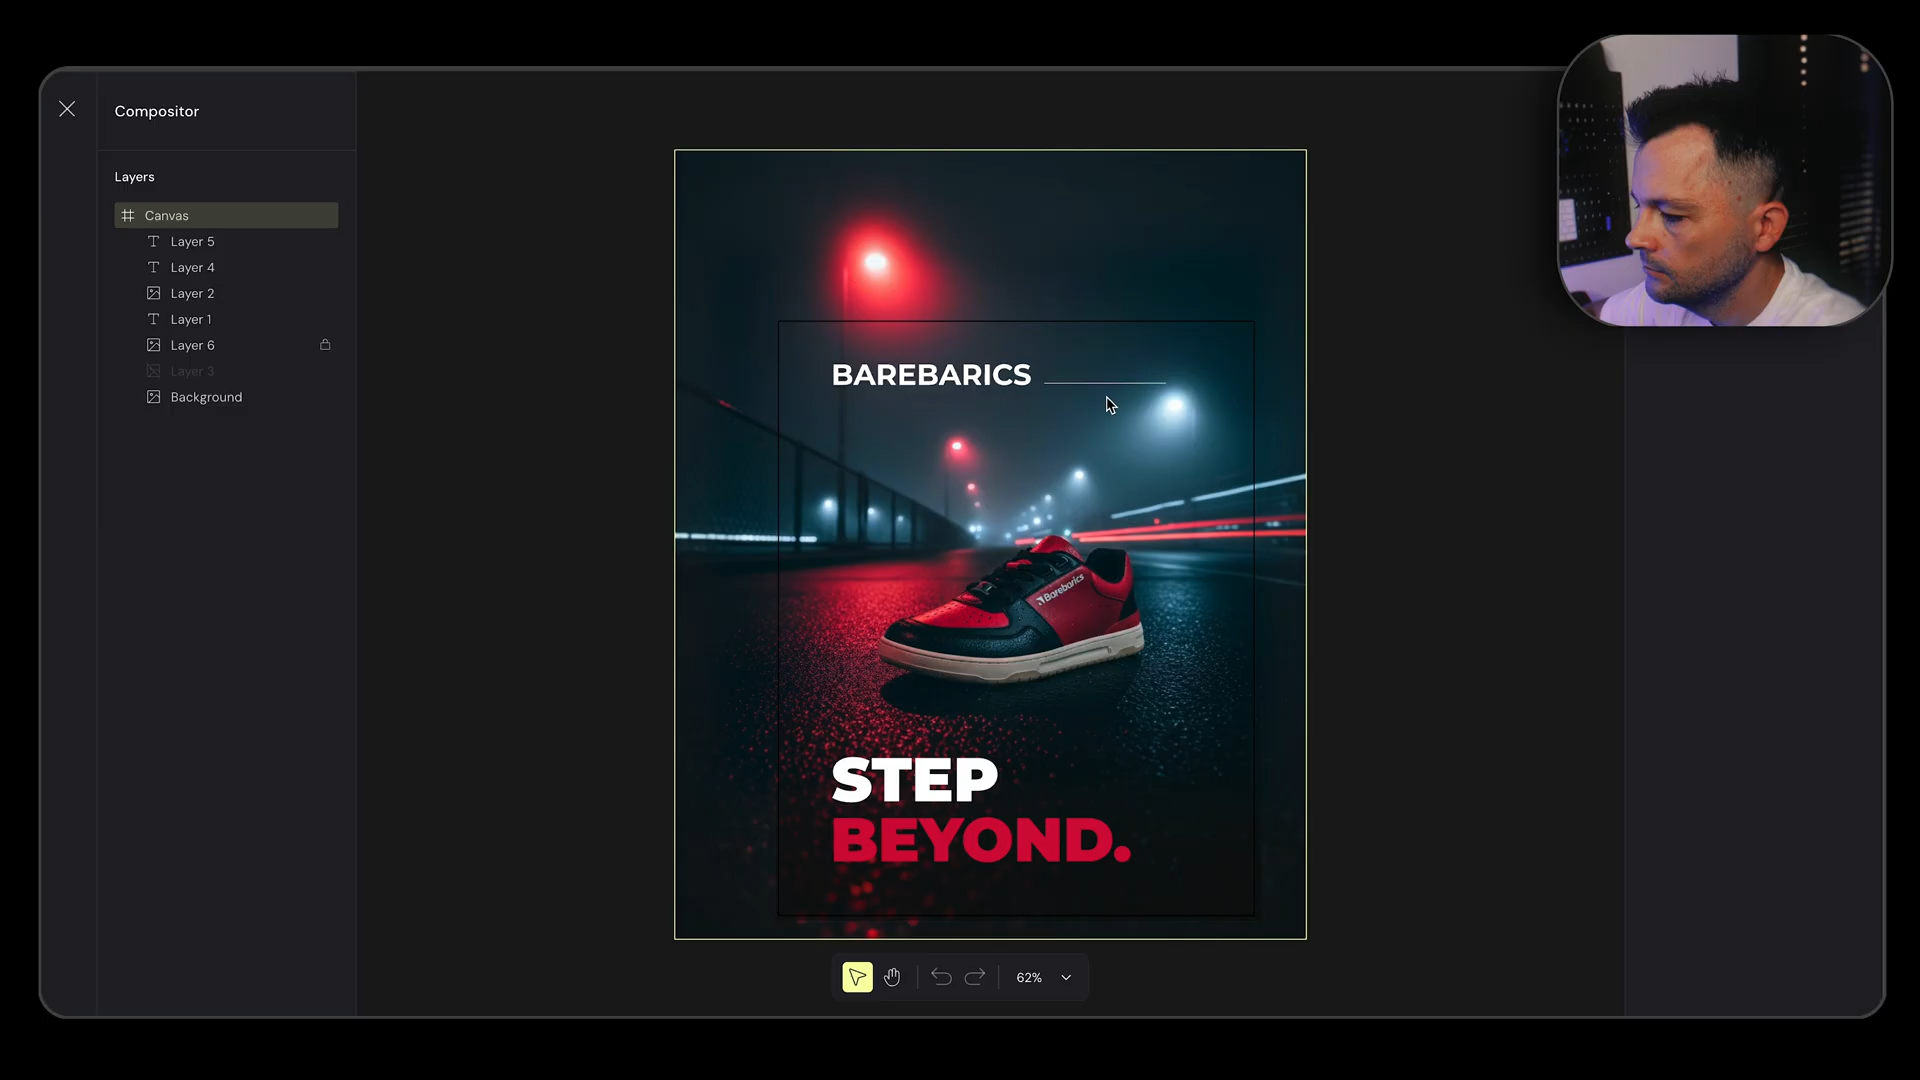 Compositor
Layers
Canvas
Layer 5
Layer 4
Layer 2
Layer 1
Layer 6
Layer 3
Background
BAREBARICS
Barebarics
STEP
BEYOND.
62%